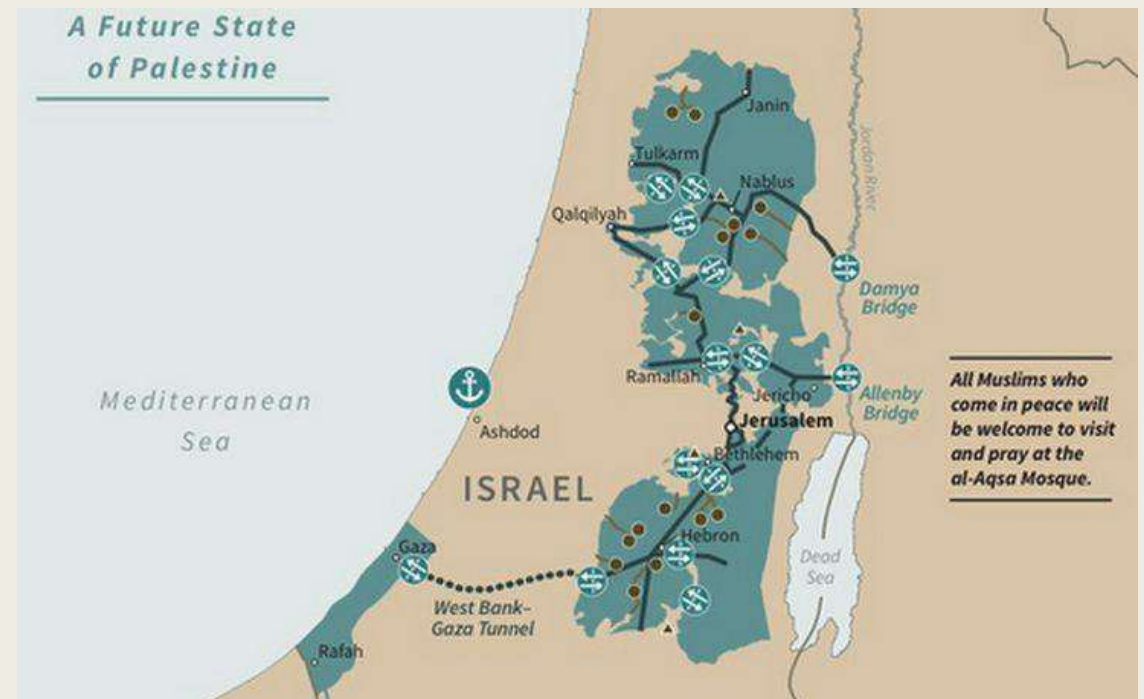 A Future State
of Palestine
Janin
Jordan River
Tulkarm
Nablus
Qalqilyah
Damya
Bridge
Mediterranean
Sea
Ramallah
Jericho
Allenby
Bridge
All Muslims who
come in peace will
be welcome to visit
and pray at the
al-Aqsa Mosque.
Ashdod
Jerusalem
Bethlehem
ISRAEL
Hebron
Gaza
Dead
Sea
West Bank–
Gaza Tunnel
Rafah